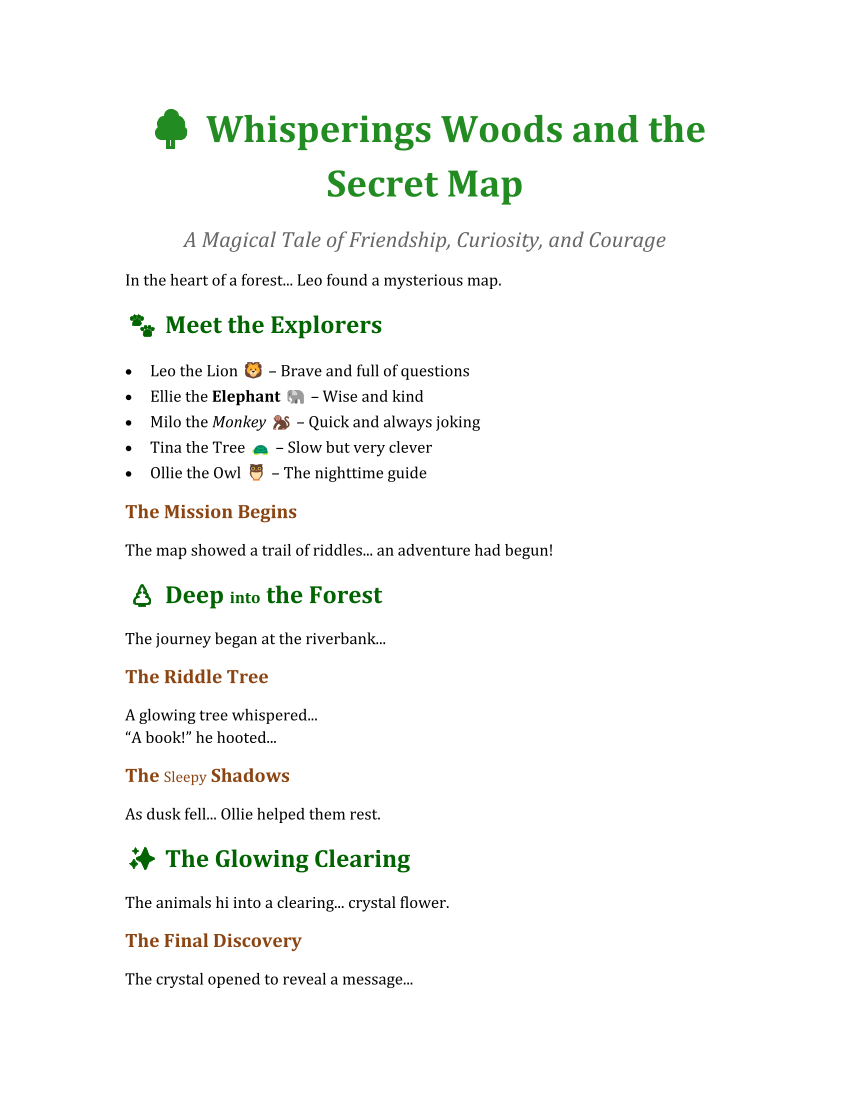 🌳 Whisperings Woods and the
Secret Map
A Magical Tale of Friendship, Curiosity, and Courage
In the heart of a forest... Leo found a mysterious map.
🐾 Meet the Explorers
• Leo the Lion 🦁 – Brave and full of questions
• Ellie the Elephant 🐘 – Wise and kind
• Milo the Monkey 🐒 – Quick and always joking
• Tina the Tree 🐢 – Slow but very clever
• Ollie the Owl 🦉 – The nighttime guide
The Mission Begins
The map showed a trail of riddles... an adventure had begun!
🌲 Deep into the Forest
The journey began at the riverbank...
The Riddle Tree
A glowing tree whispered...
“A book!” he hooted...
The Sleepy Shadows
As dusk fell... Ollie helped them rest.
✨ The Glowing Clearing
The animals hi into a clearing... crystal flower.
The Final Discovery
The crystal opened to reveal a message...